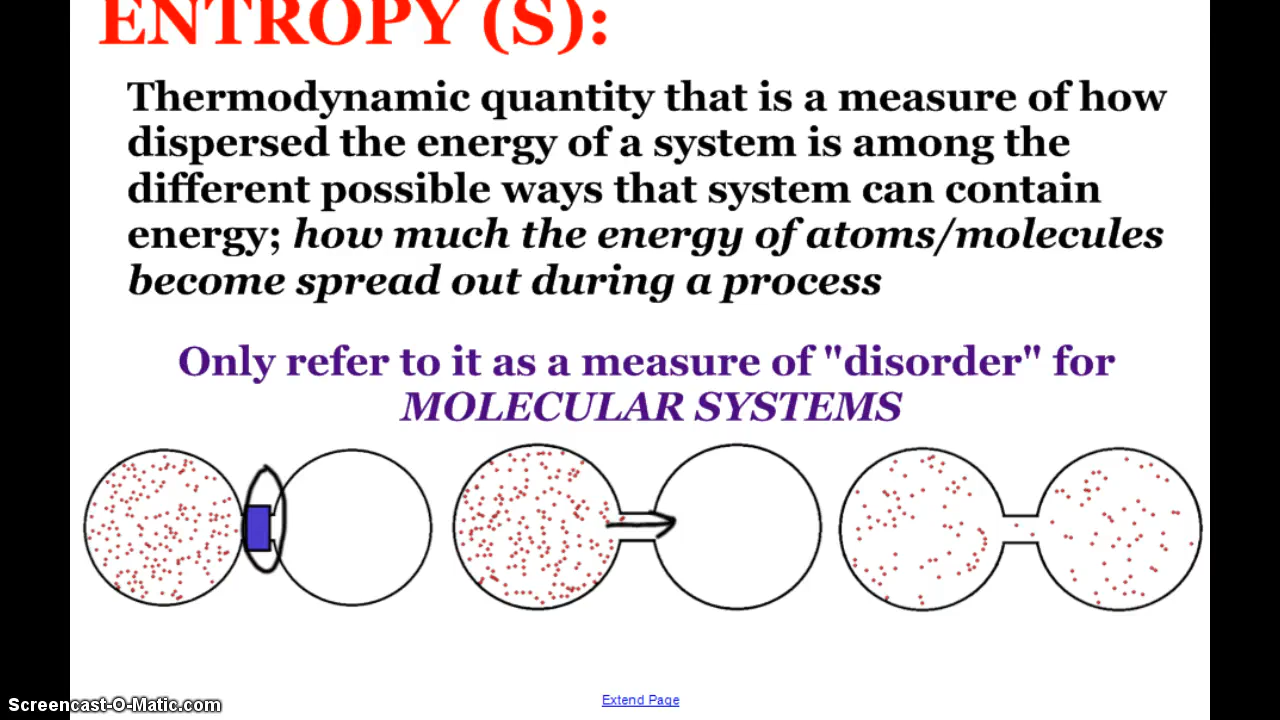 ENTROPY (S):
Thermodynamic quantity that is a measure of how
dispersed the energy of a system is among the
different possible ways that system can contain
energy; how much the energy of atoms/molecules
become spread out during a process
Only refer to it as a measure of "disorder" for
MOLECULAR SYSTEMS
Extend Page
Screencast-O-Matic.com